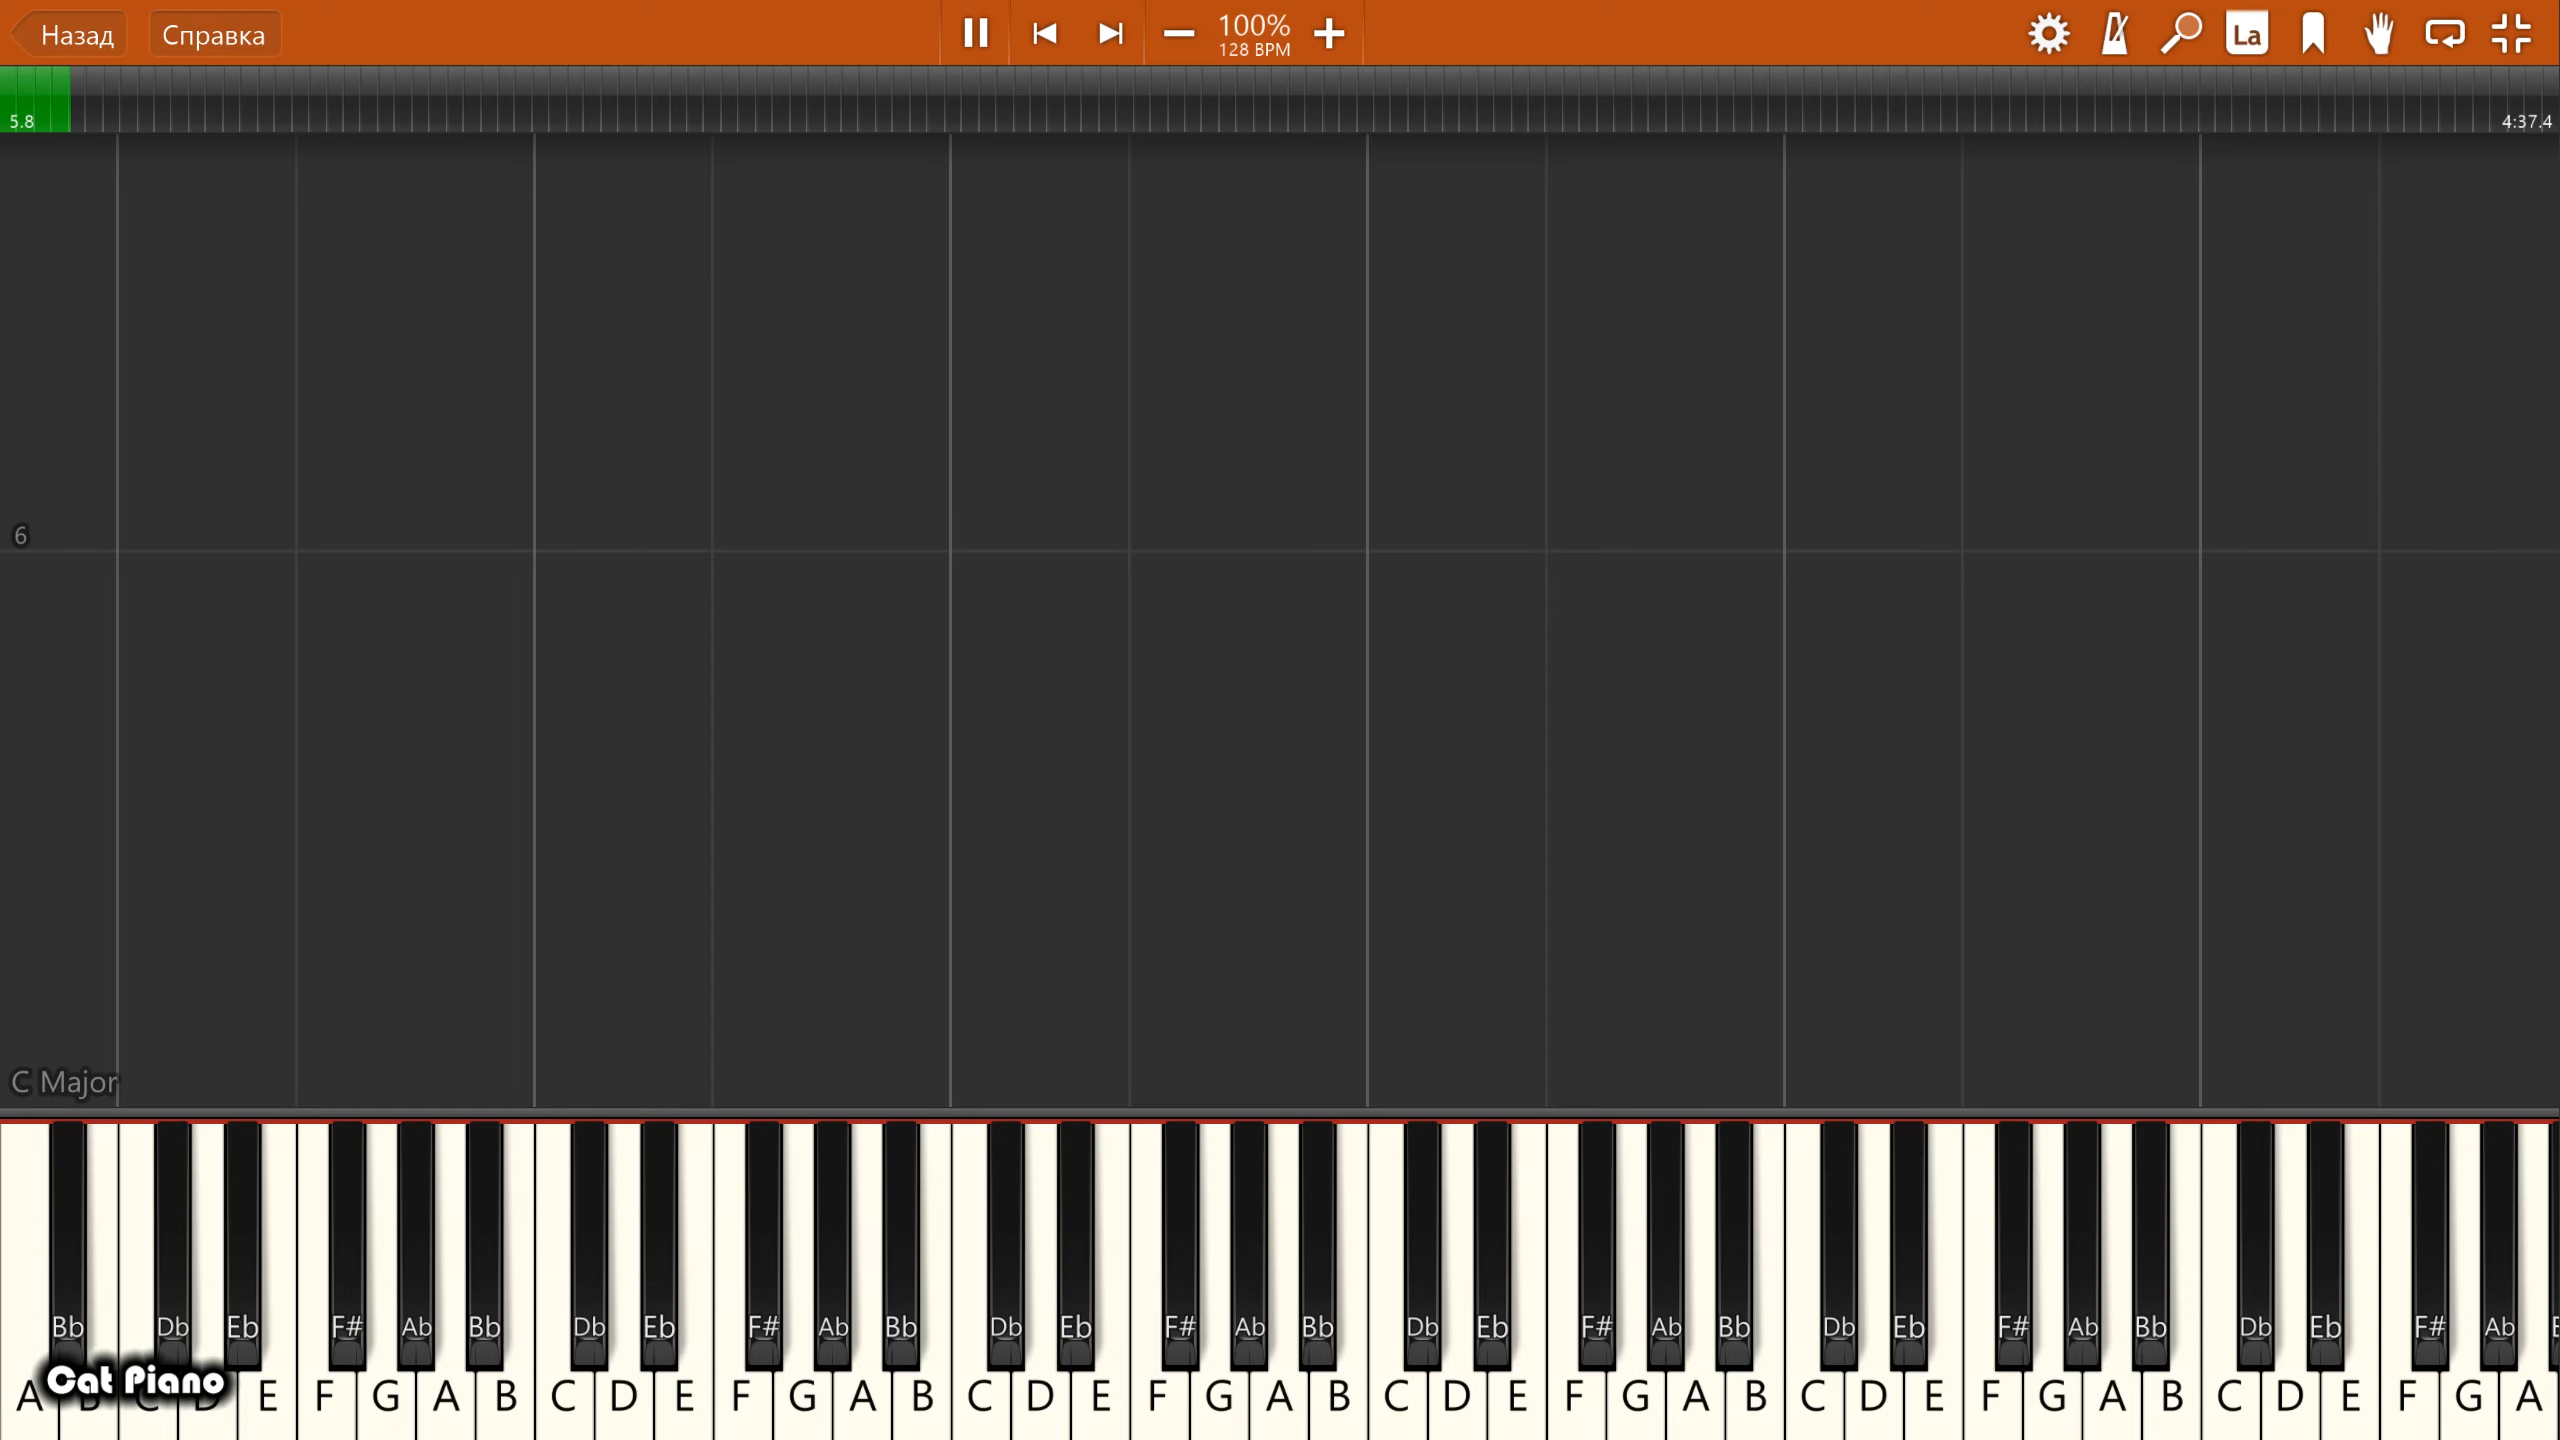 Назад Справка 100% La
128 BPM
5.8 4:37.4
6
C Major
Bb Db Eb F# Ab Bb Db Eb F# Ab Bb Db Eb F# Ab Bb Db Eb F# Ab Bb Db Eb F# Ab Bb Db Eb F# Ab
Cat Piano
A B C D E F G A B C D E F G A B C D E F G A B C D E F G A B C D E F G A B C D E F G A